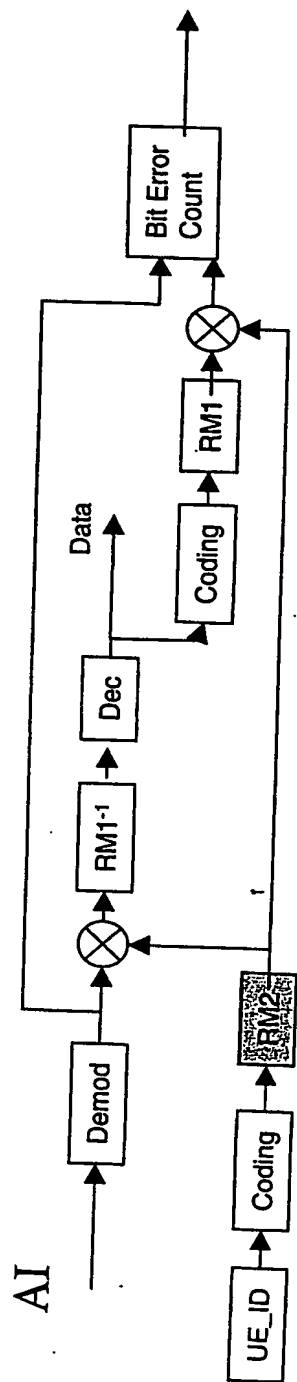 AI
Demod
RM1-1
Dec
Data
Coding
RM1
Bit Error
Count
UE_ID
Coding
RM2